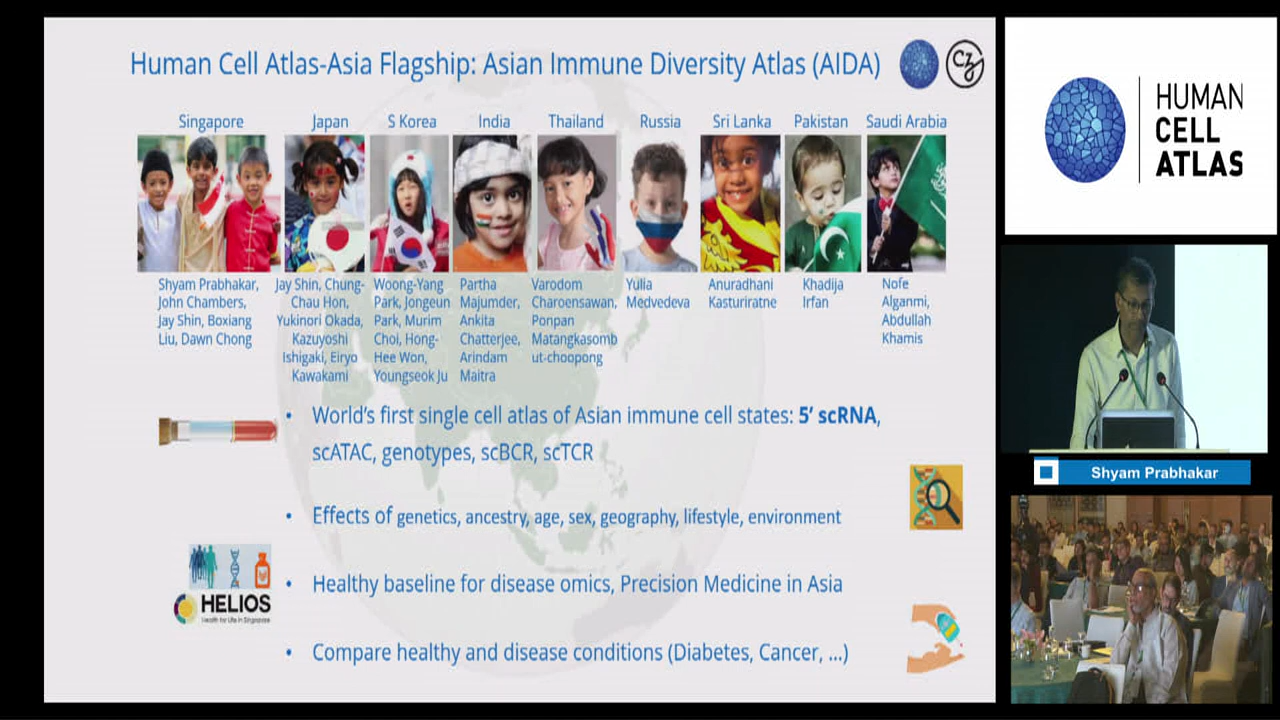 Human Cell Atlas-Asia Flagship: Asian Immune Diversity Atlas (AIDA)
CZ
Singapore
Japan
S Korea
India
Thailand
Russia
Sri Lanka
Pakistan
Saudi Arabia
Shyam Prabhakar,
John Chambers,
Jay Shin, Boxiang
Liu, Dawn Chong
Jay Shin, Chung-
Chau Hon,
Yukinori Okada,
Kazuyoshi
Ishigaki, Eiryo
Kawakami
Woong-Yang
Park, Jongeun
Park, Murim
Choi, Hong-
Hee Won,
Youngseok Ju
Partha
Majumder,
Ankita
Chatterjee,
Arindam
Maitra
Varodom
Charoensawan,
Ponpan
Matangkasomb
ut-choopong
Yulia
Medvedeva
Anuradhani
Kasturiratne
Khadija
Irfan
Nofe
Alganmi,
Abdullah
Khamis
• World's first single cell atlas of Asian immune cell states: 5' scRNA,
scATAC, genotypes, scBCR, scTCR
• Effects of genetics, ancestry, age, sex, geography, lifestyle, environment
• Healthy baseline for disease omics, Precision Medicine in Asia
• Compare healthy and disease conditions (Diabetes, Cancer, ...)
HELIOS
Health for Life in Singapore
HUMAN
CELL
ATLAS
Shyam Prabhakar